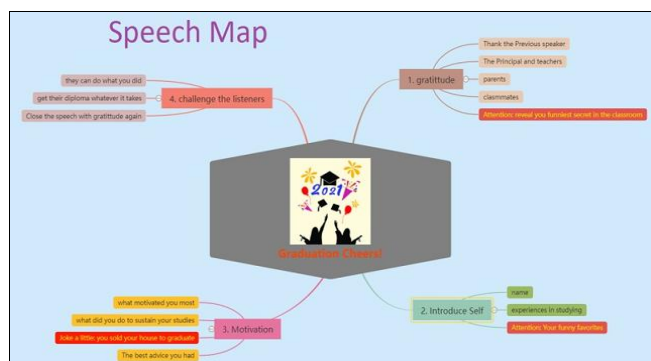 Speech Map
1. gratittude
Thank the Previous speaker
The Principal and teachers
parents
clasmmates
Attention: reveal you funniest secret in the classroom
2. Introduce Self
name
experiences in studying
Attention: Your funny favorites
3. Motivation
what motivated you most
what did you do to sustain your studies
Joke a little: you sold your house to graduate
The best advice you had
4. challenge the listeners
they can do what you did
get their diploma whatever it takes
Close the speech with gratittude again
2021
Graduation Cheers!